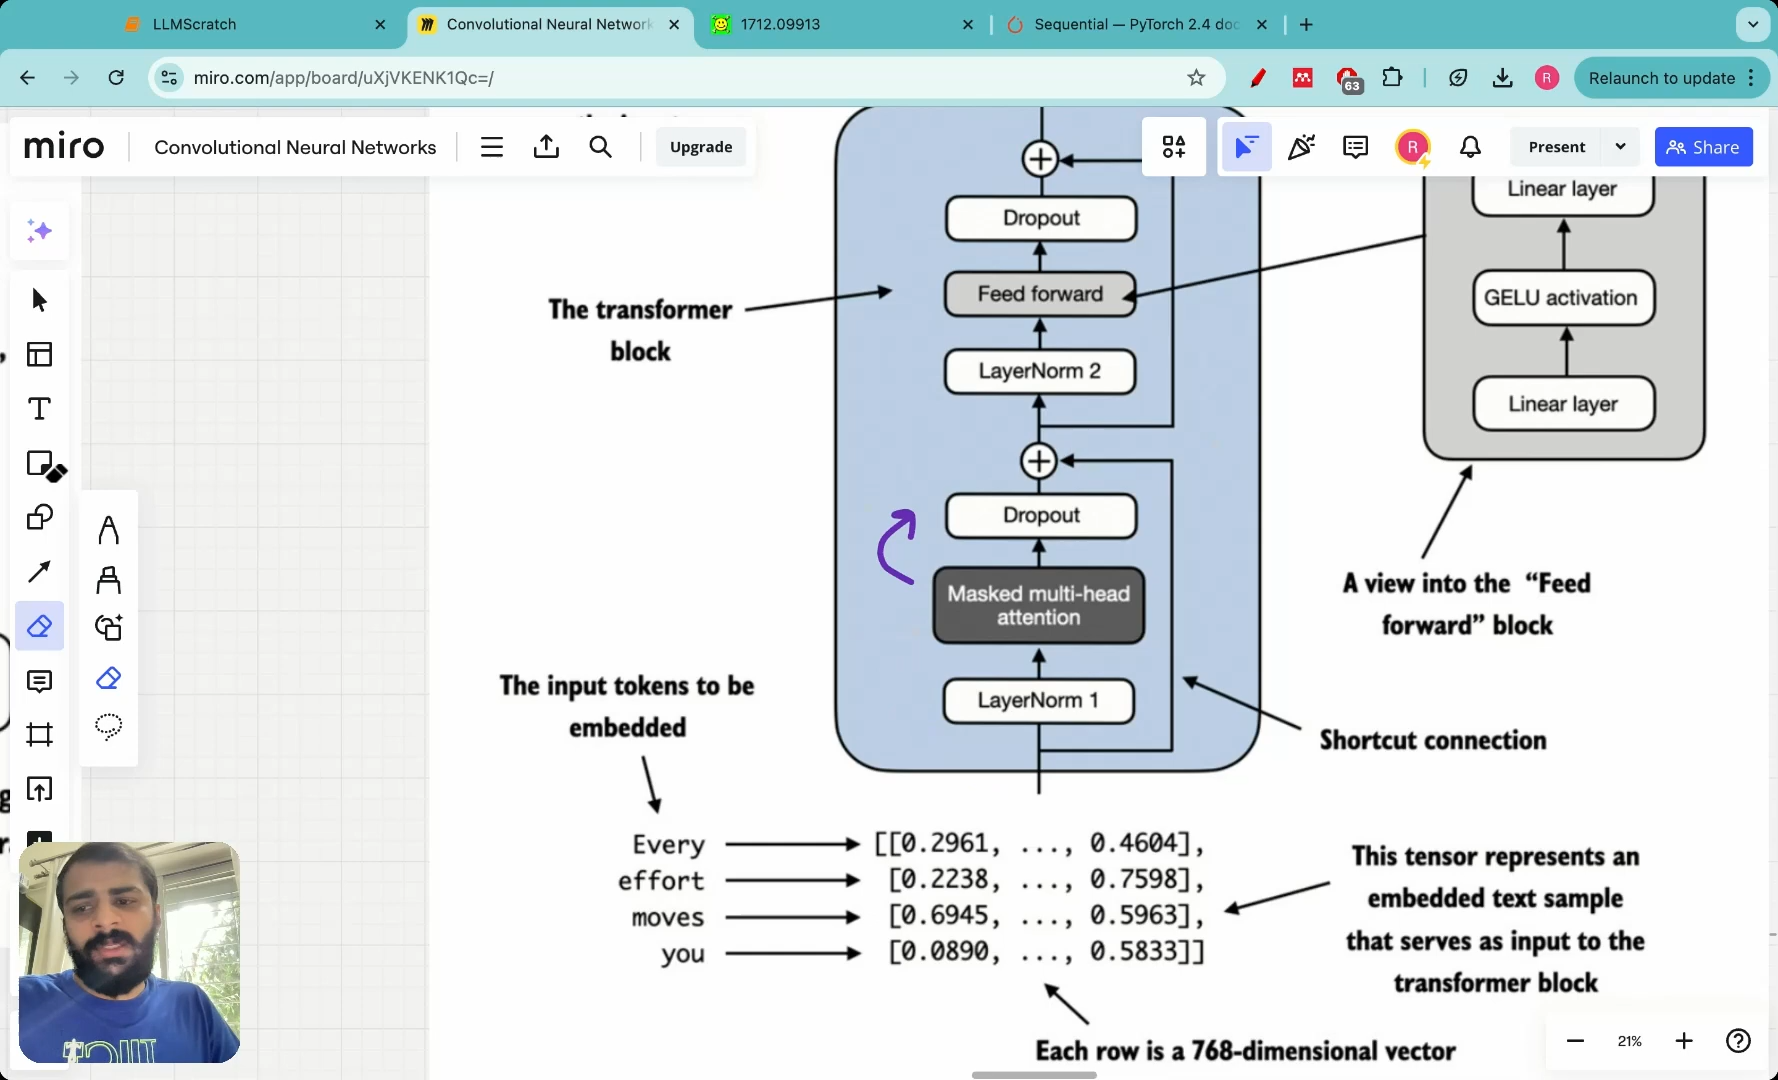 LLMScratch
Convolutional Neural Network
1712.09913
Sequential — PyTorch 2.4 doc
miro.com/app/board/uXjVKENK1Qc=/
63
R
Relaunch to update
miro
Convolutional Neural Networks
Upgrade
R
Present
Share
Linear layer
Dropout
Feed forward
GELU activation
The transformer
block
LayerNorm 2
Linear layer
Dropout
Masked multi-head
attention
A view into the “Feed
forward” block
The input tokens to be
embedded
LayerNorm 1
Shortcut connection
Every [[0.2961, ..., 0.4604],
effort [0.2238, ..., 0.7598],
moves [0.6945, ..., 0.5963],
you [0.0890, ..., 0.5833]]
This tensor represents an
embedded text sample
that serves as input to the
transformer block
Each row is a 768-dimensional vector
21%